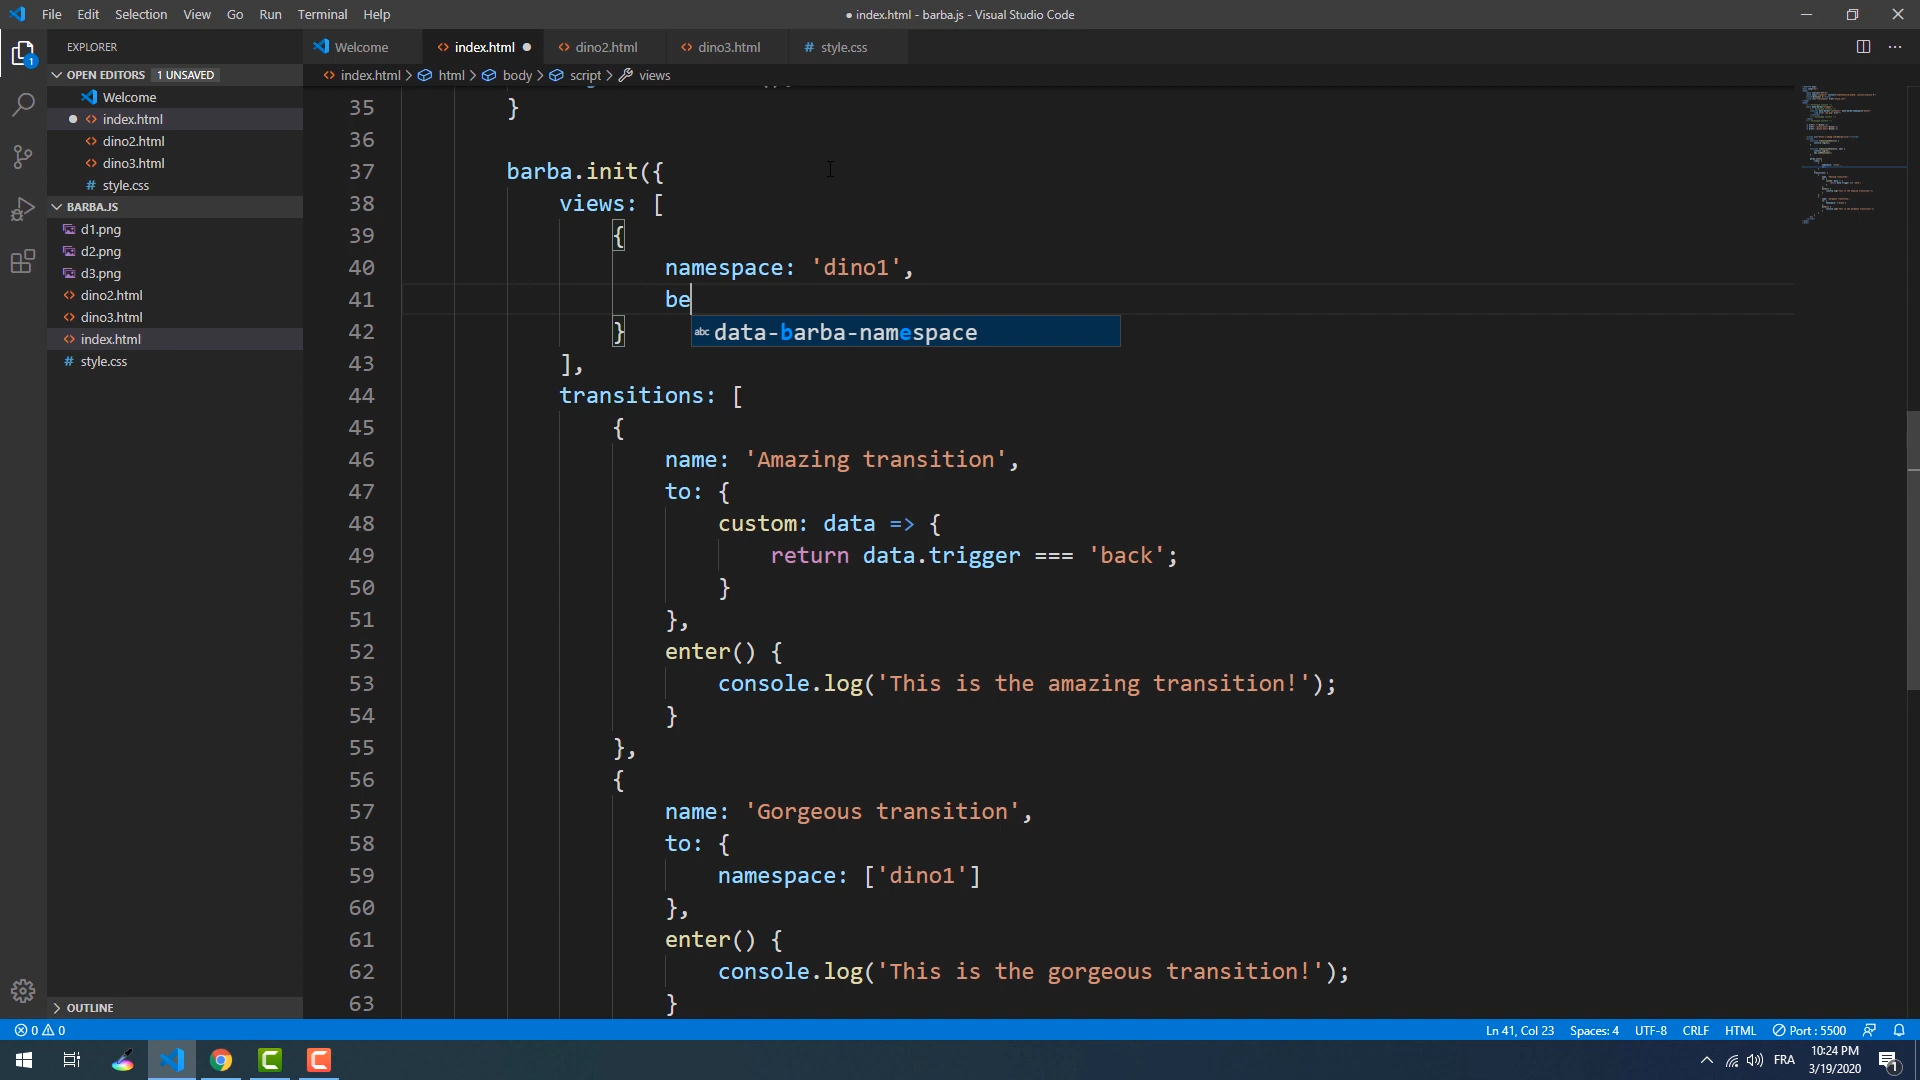 File Edit Selection View Go Run Terminal Help
● index.html - barba.js - Visual Studio Code
EXPLORER
OPEN EDITORS 1 UNSAVED
Welcome
index.html
dino2.html
dino3.html
style.css
BARBA.JS
d1.png
d2.png
d3.png
dino2.html
dino3.html
index.html
style.css
OUTLINE
Welcome index.html dino2.html dino3.html style.css
index.html > html > body > script > views
35 }
36
37 barba.init({
38 views: [
39 {
40 namespace: 'dino1',
41 be
abc data-barba-namespace
42 }
43 ],
44 transitions: [
45 {
46 name: 'Amazing transition',
47 to: {
48 custom: data => {
49 return data.trigger === 'back';
50 }
51 },
52 enter() {
53 console.log('This is the amazing transition!');
54 }
55 },
56 {
57 name: 'Gorgeous transition',
58 to: {
59 namespace: ['dino1']
60 },
61 enter() {
62 console.log('This is the gorgeous transition!');
63 }
0 0 Ln 41, Col 23 Spaces: 4 UTF-8 CRLF HTML Port : 5500
FRA 10:24 PM
3/19/2020